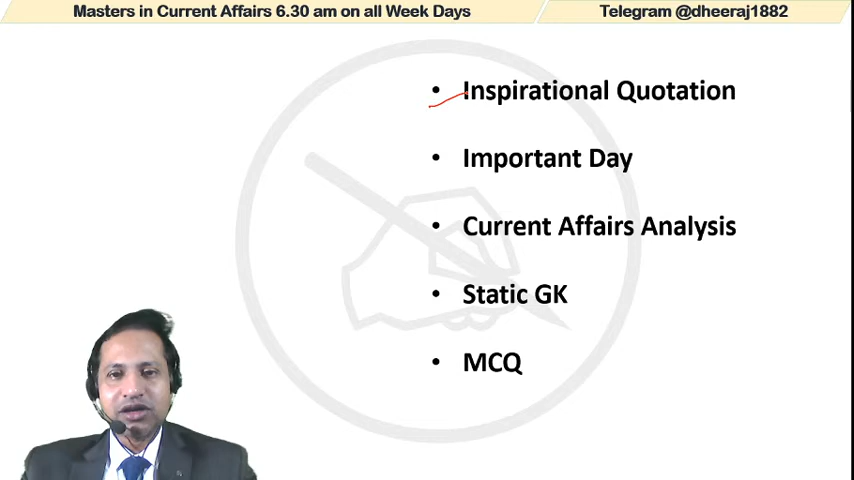 Masters in Current Affairs 6.30 am on all Week Days
Telegram @dheeraj1882
• Inspirational Quotation
• Important Day
• Current Affairs Analysis
• Static GK
• MCQ